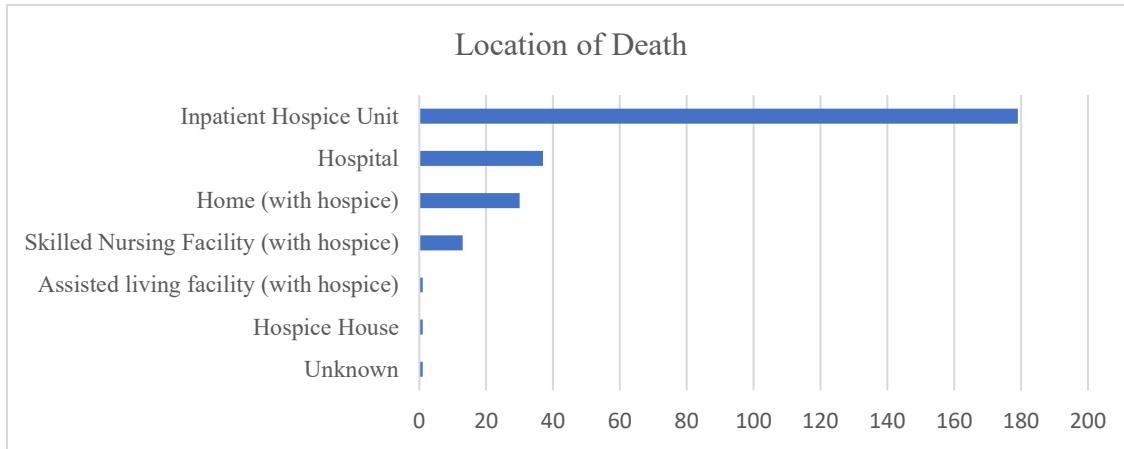 Location of Death
Inpatient Hospice Unit
Hospital
Home (with hospice)
Skilled Nursing Facility (with hospice)
Assisted living facility (with hospice)
Hospice House
Unknown
0 20 40 60 80 100 120 140 160 180 200